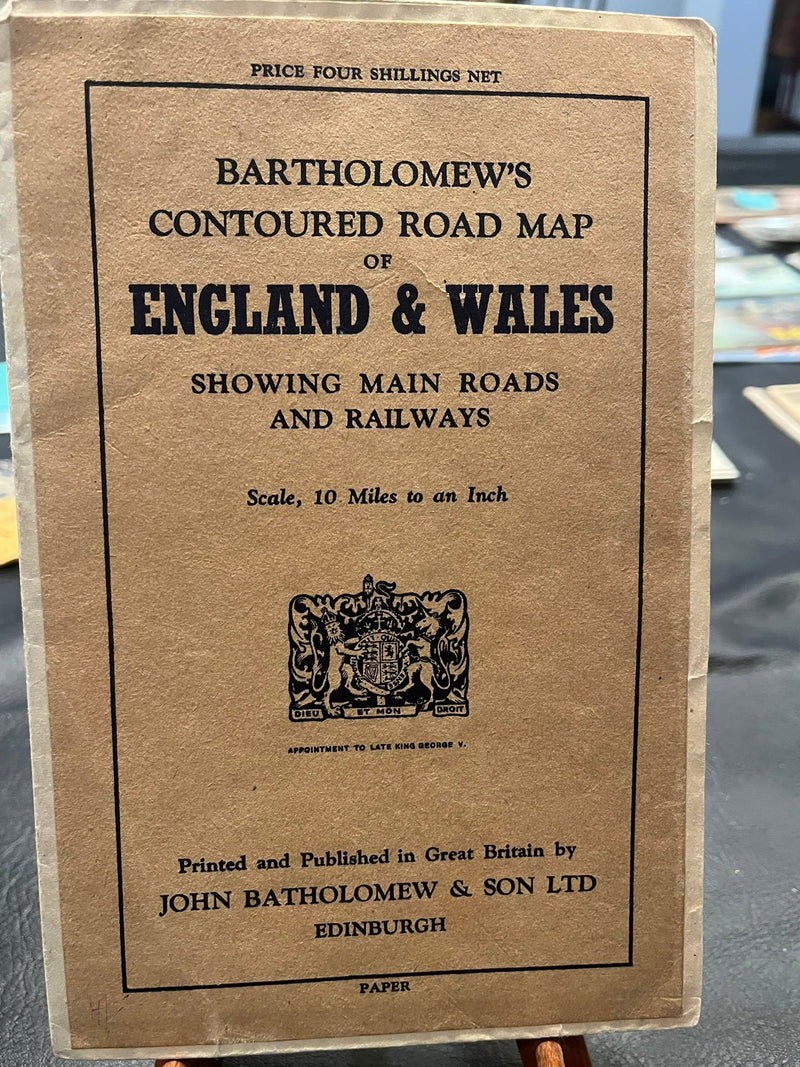 PRICE FOUR SHILLINGS NET
BARTHOLOMEW'S
CONTOURED ROAD MAP
OF
ENGLAND & WALES
SHOWING MAIN ROADS
AND RAILWAYS
Scale, 10 Miles to an Inch
DIEU ET MON DROIT
APPOINTMENT TO LATE KING GEORGE V.
Printed and Published in Great Britain by
JOHN BATHOLOMEW & SON LTD
EDINBURGH
PAPER